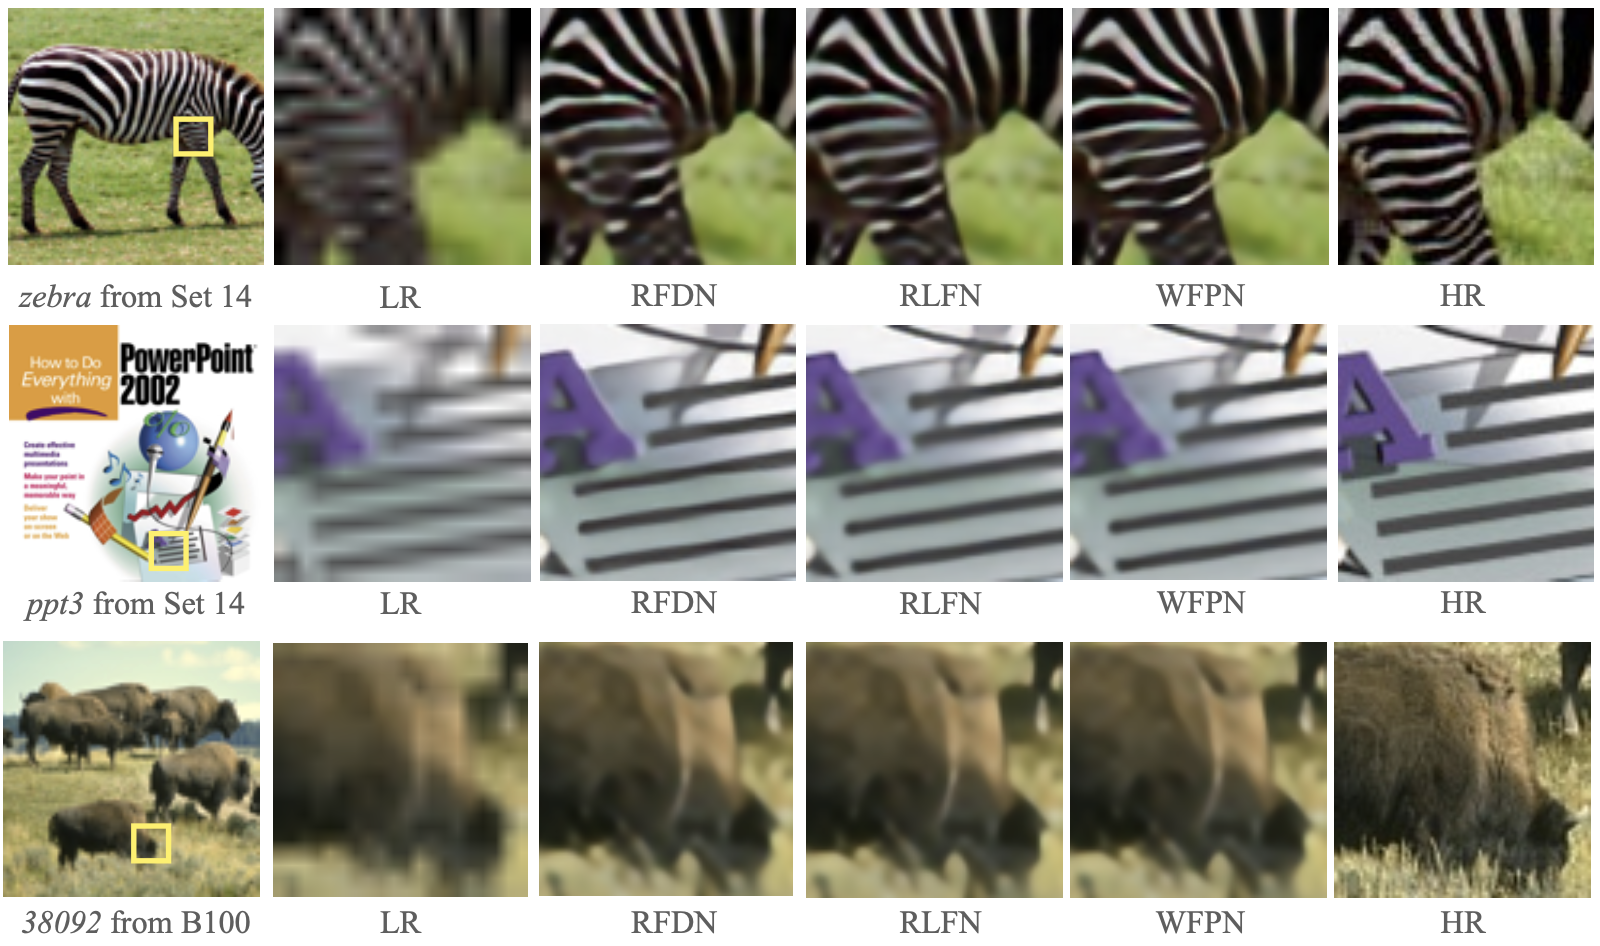 zebra from Set 14
LR
RFDN
RLFN
WFPN
HR
How to Do
Everything
with
PowerPoint
2002
Create effective
multimedia
presentations
Make your point in
a meaningful,
memorable way
Deliver
your show
on-screen
or on the Web
A
A
A
A
A
ppt3 from Set 14
LR
RFDN
RLFN
WFPN
HR
38092 from B100
LR
RFDN
RLFN
WFPN
HR